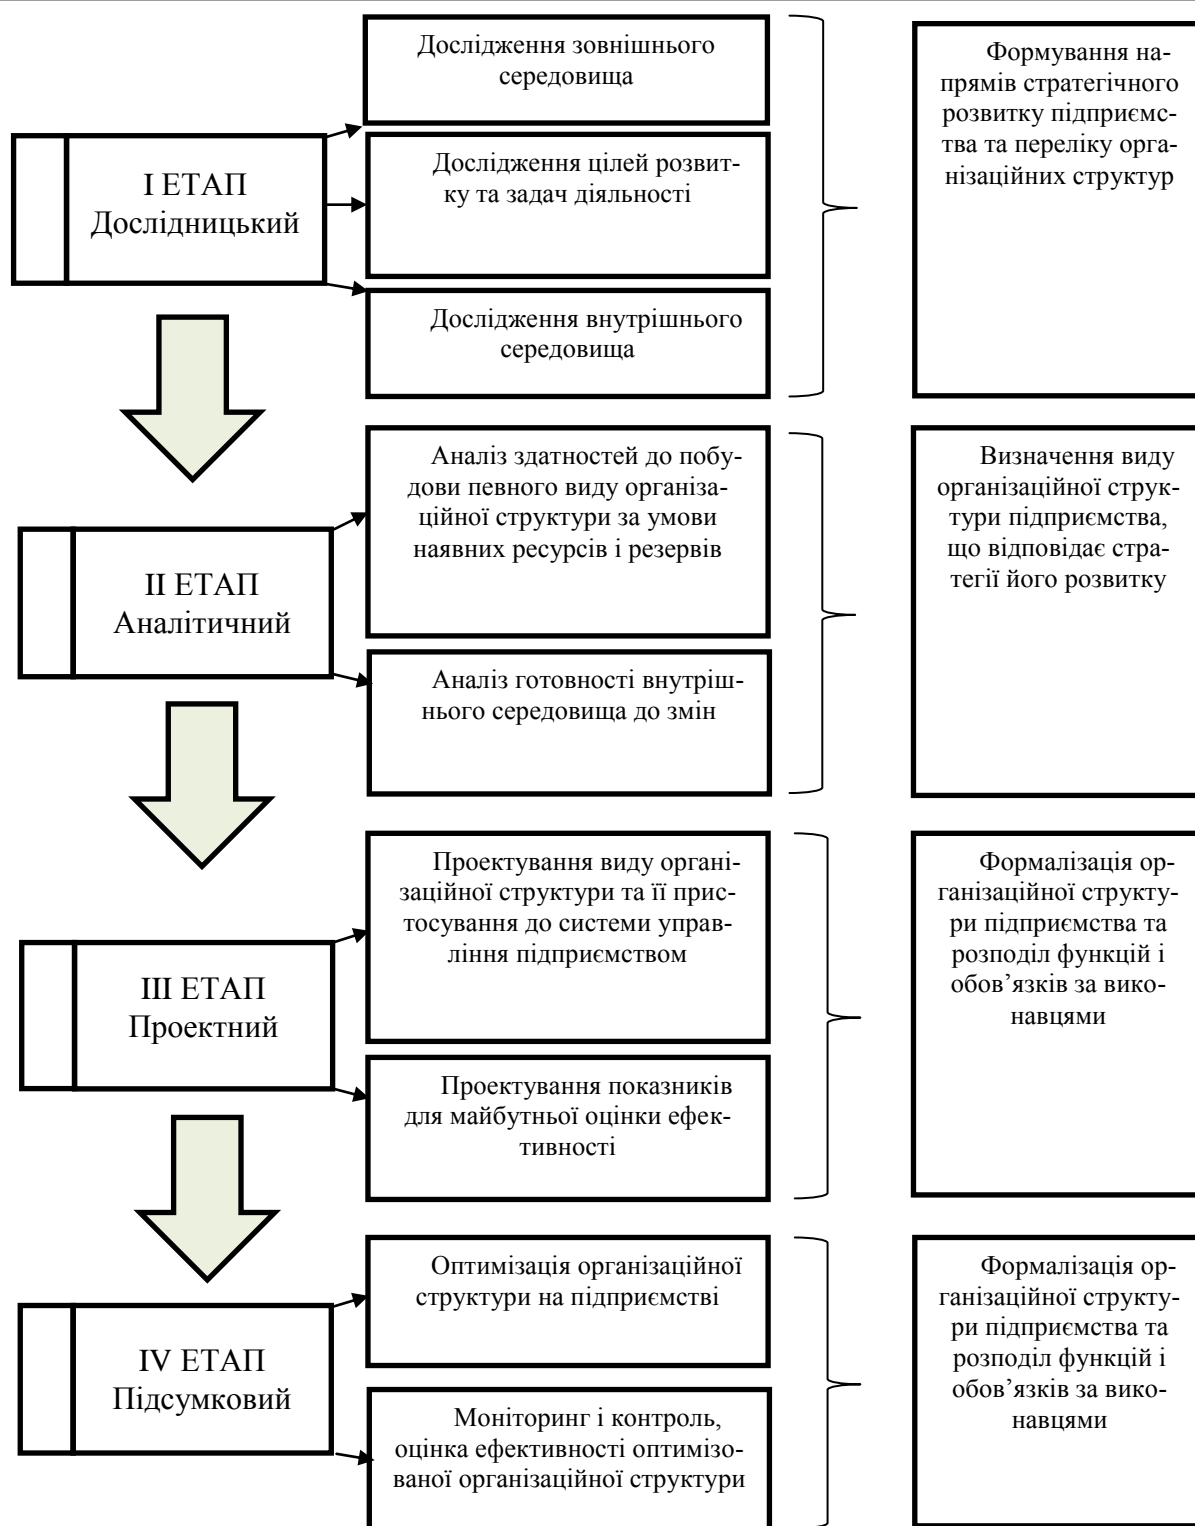 І ЕТАП
Дослідницький
Дослідження зовнішнього
середовища
Дослідження цілей розвит-
ку та задач діяльності
Дослідження внутрішнього
середовища
Формування на-
прямів стратегічного
розвитку підприємс-
тва та переліку орга-
нізаційних структур
ІІ ЕТАП
Аналітичний
Аналіз здатностей до побу-
дови певного виду організа-
ційної структури за умови
наявних ресурсів і резервів
Аналіз готовності внутріш-
нього середовища до змін
Визначення виду
організаційної струк-
тури підприємства,
що відповідає стра-
тегії його розвитку
ІІІ ЕТАП
Проектний
Проектування виду органі-
заційної структури та її прис-
тосування до системи управ-
ління підприємством
Проектування показників
для майбутньої оцінки ефек-
тивності
Формалізація ор-
ганізаційної структу-
ри підприємства та
розподіл функцій і
обов’язків за вико-
навцями
IV ЕТАП
Підсумковий
Оптимізація організаційної
структури на підприємстві
Моніторинг і контроль,
оцінка ефективності оптимізо-
ваної організаційної структури
Формалізація ор-
ганізаційної структу-
ри підприємства та
розподіл функцій і
обов’язків за вико-
навцями